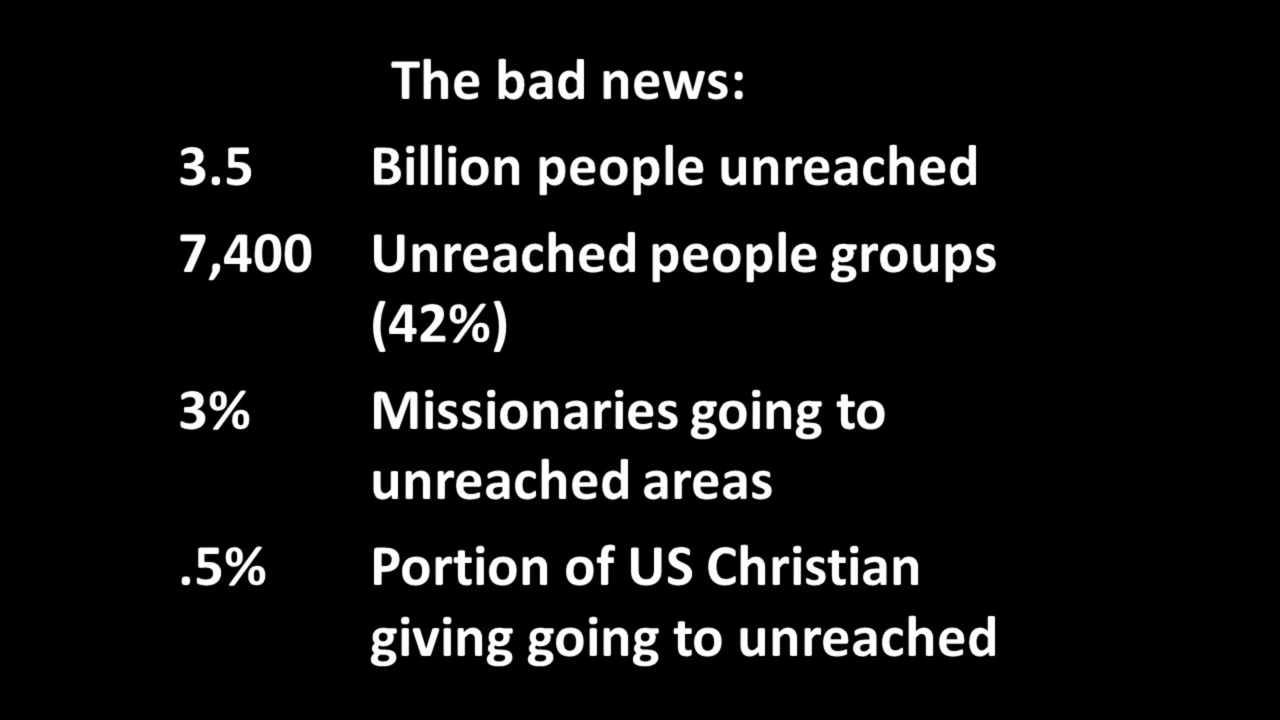 The bad news:
3.5 Billion people unreached
7,400 Unreached people groups
(42%)
3% Missionaries going to
unreached areas
.5% Portion of US Christian
giving going to unreached